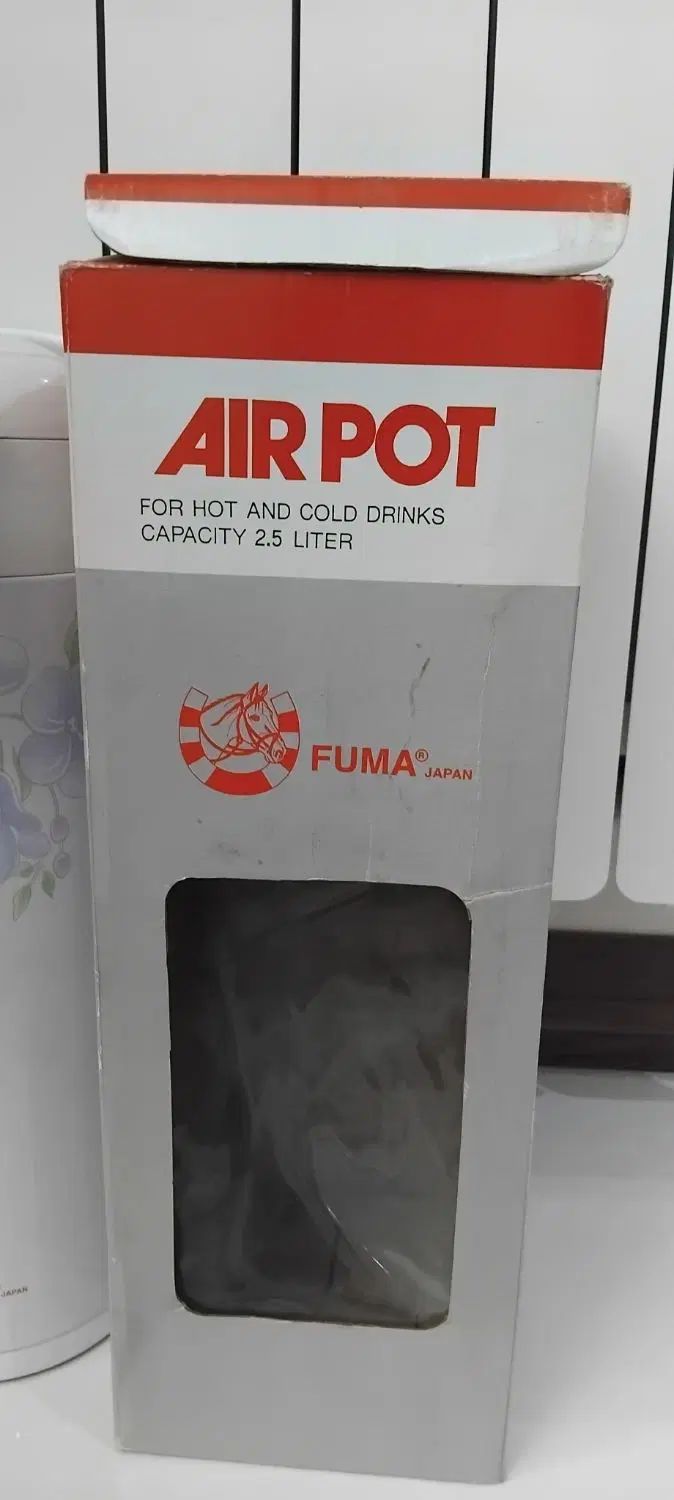 AIR POT
FOR HOT AND COLD DRINKS
CAPACITY 2.5 LITER
FUMA® JAPAN
JAPAN